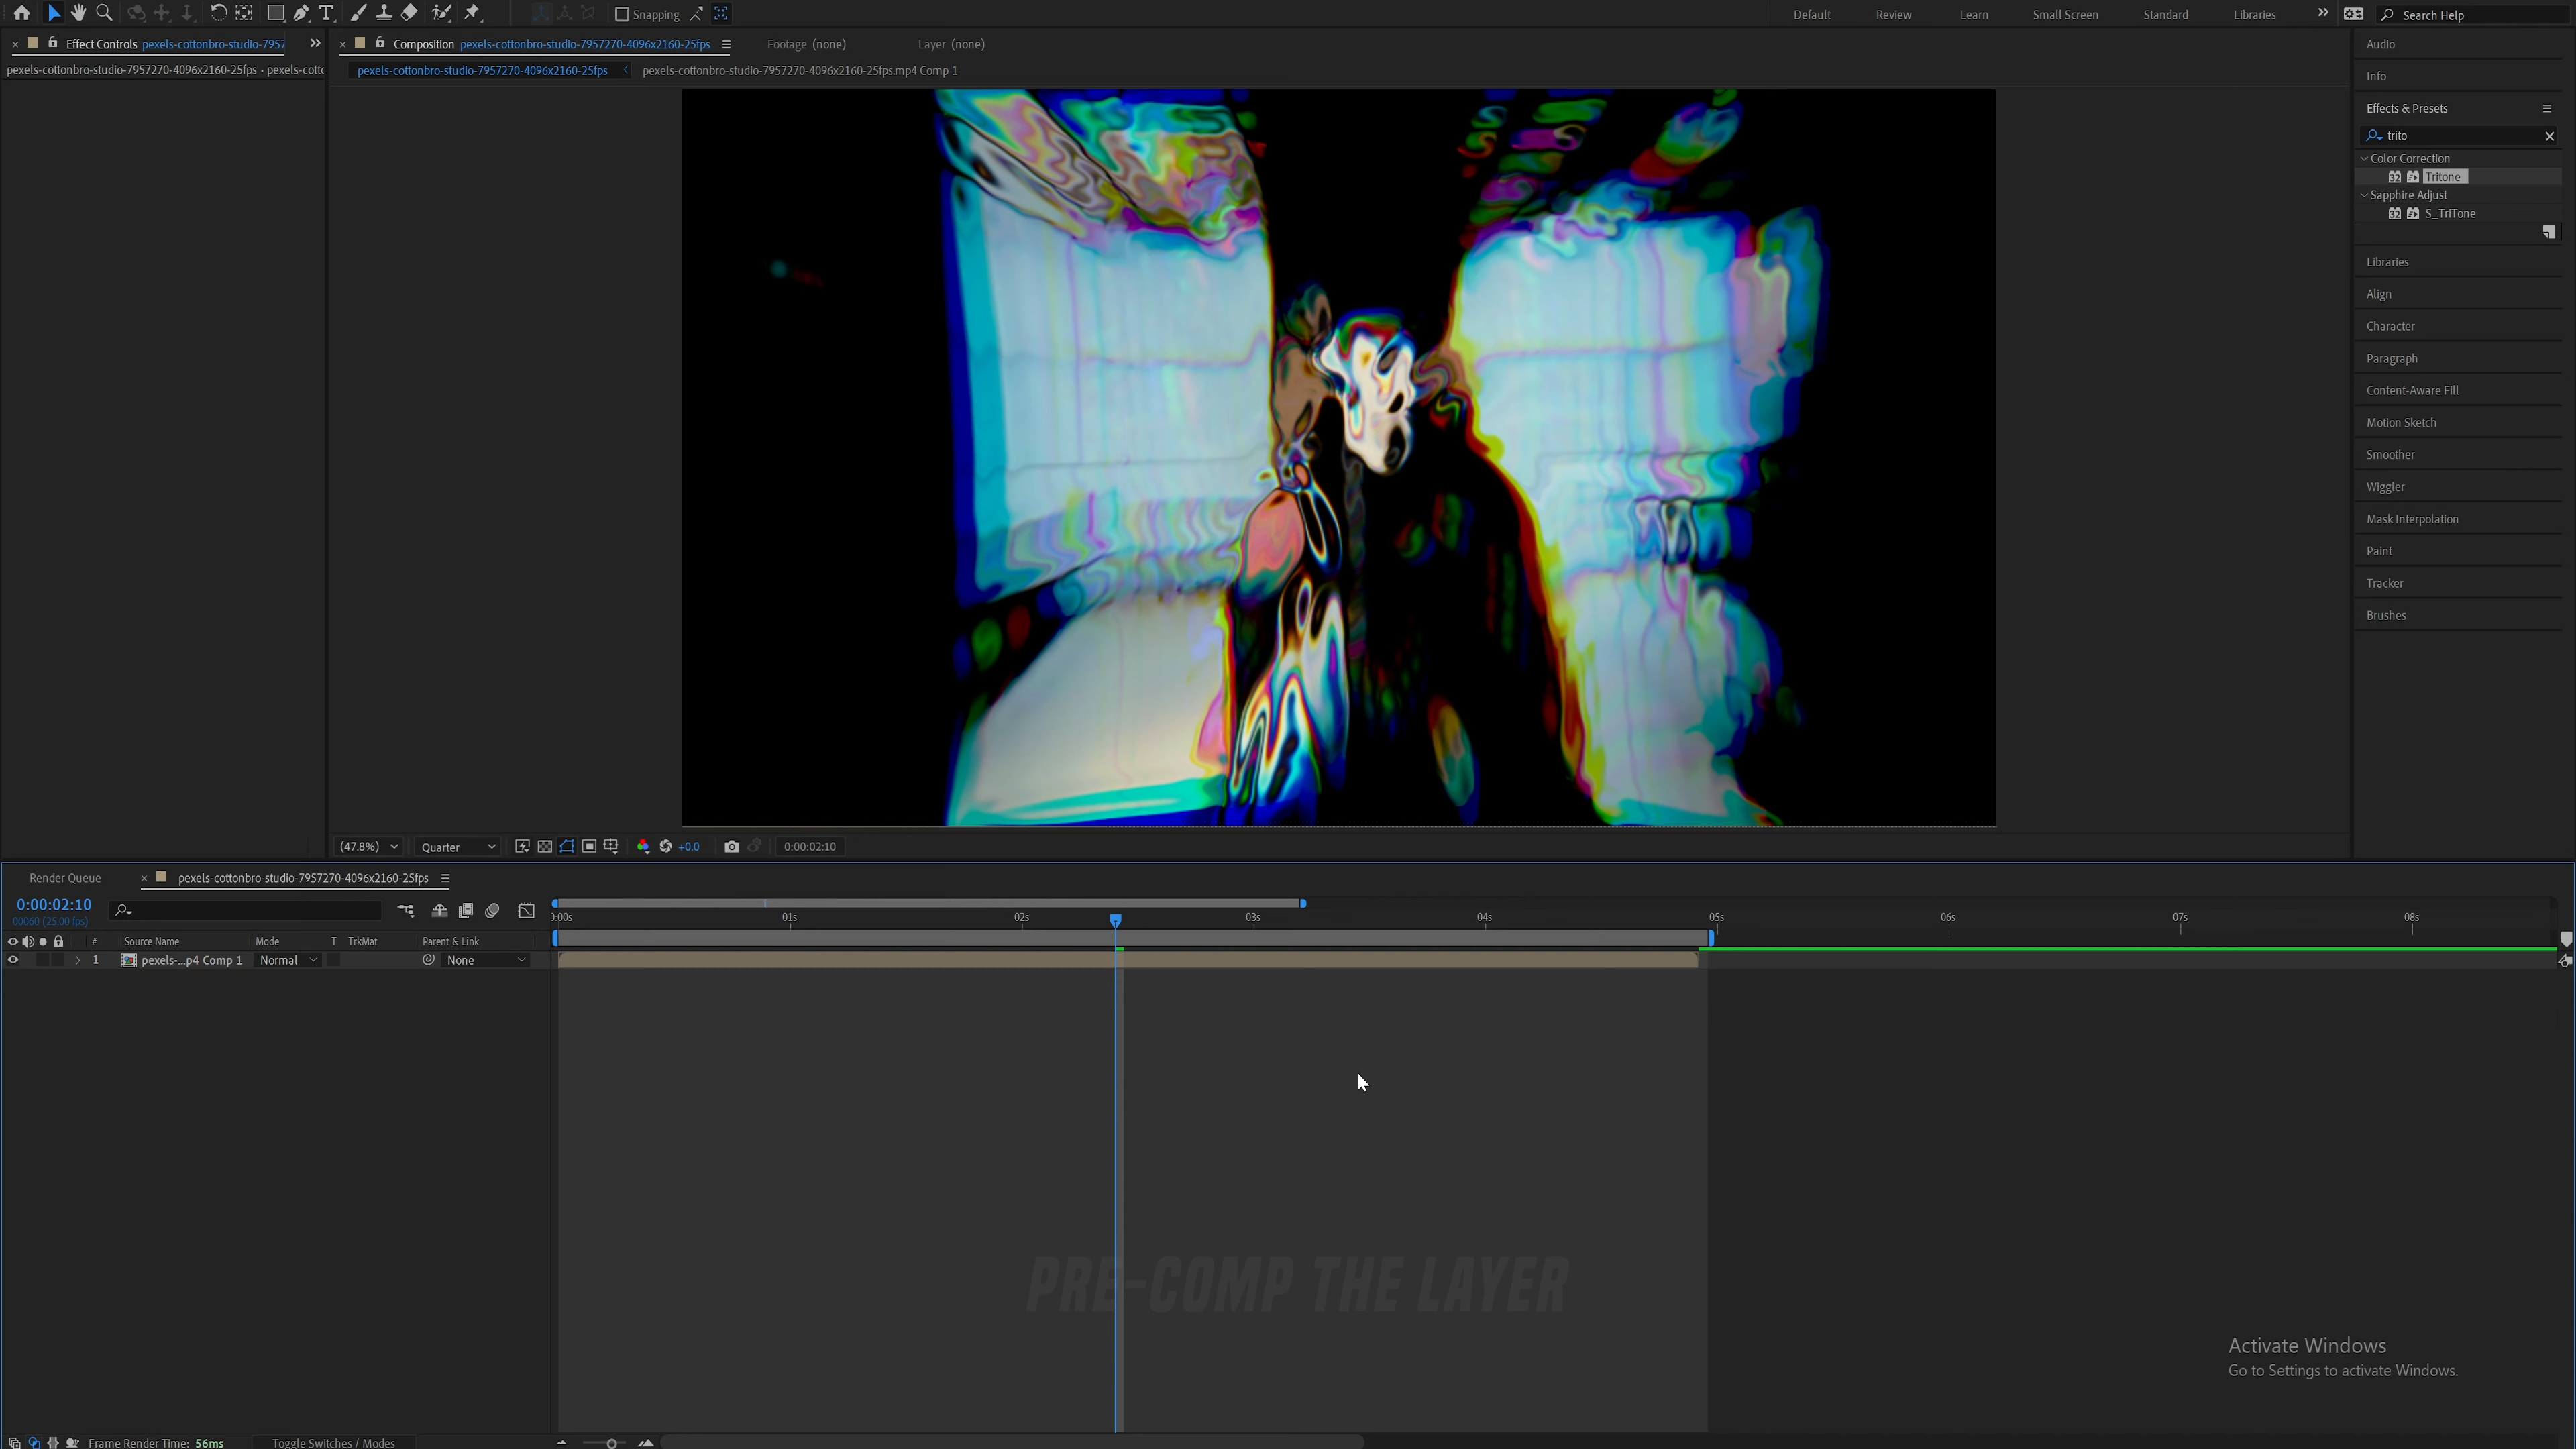 Snapping
Default
Review
Learn
Small Screen
Standard
Libraries
Search Help
Effect Controls pexels-cottonbro-studio-7957
Composition pexels-cottonbro-studio-7957270-4096x2160-25fps
Footage (none)
Layer (none)
Audio
pexels-cottonbro-studio-7957270-4096x2160-25fps • pexels-cotto
pexels-cottonbro-studio-7957270-4096x2160-25fps
pexels-cottonbro-studio-7957270-4096x2160-25fps.mp4 Comp 1
Info
Effects & Presets
trito
Color Correction
32 Tritone
Sapphire Adjust
32 S_TriTone
Libraries
Align
Character
Paragraph
Content-Aware Fill
Motion Sketch
Smoother
Wiggler
Mask Interpolation
Paint
Tracker
Brushes
(47.8%)
Quarter
+0.0
0:00:02:10
Render Queue
pexels-cottonbro-studio-7957270-4096x2160-25fps
0:00:02:10
00060 (25.00 fps)
0:00s
01s
02s
03s
04s
05s
06s
07s
08s
# Source Name Mode T TrkMat Parent & Link
1 pexels-...p4 Comp 1 Normal None
PRE-COMP THE LAYER
Activate Windows
Go to Settings to activate Windows.
Frame Render Time: 56ms
Toggle Switches / Modes